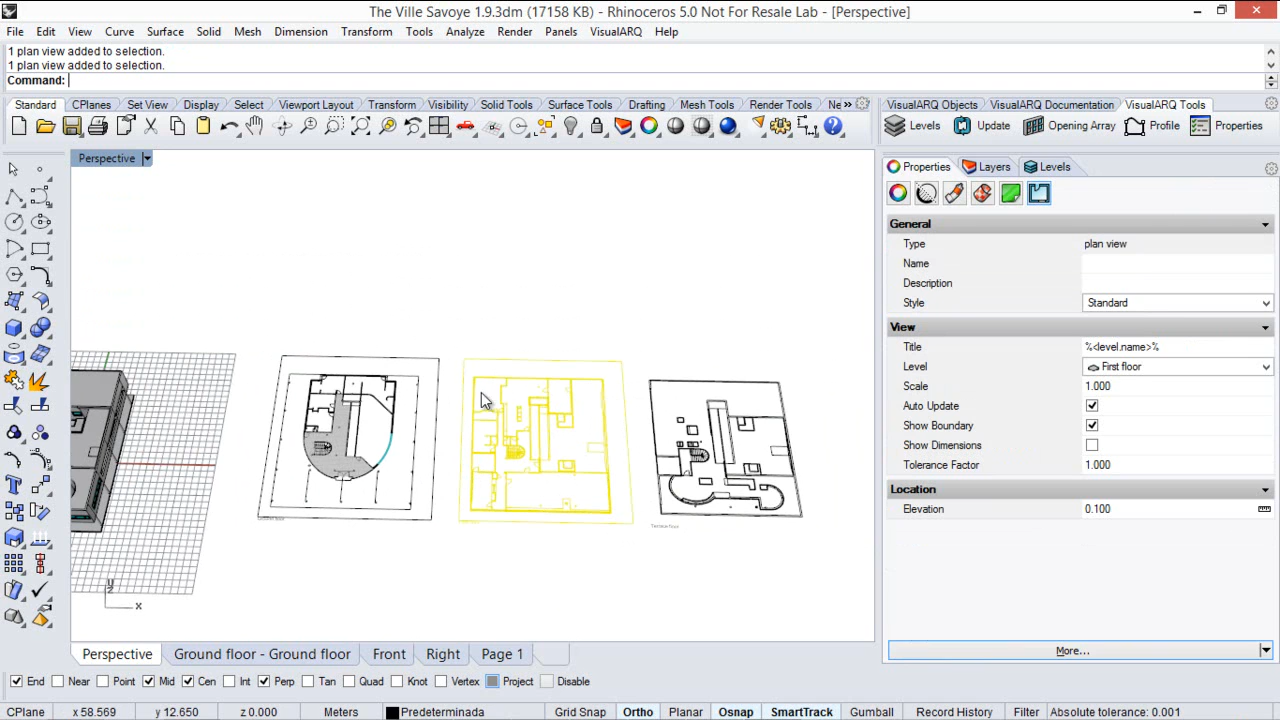 The Ville Savoye 1.9.3dm (17158 KB) - Rhinoceros 5.0 Not For Resale Lab - [Perspective]
File Edit View Curve Surface Solid Mesh Dimension Transform Tools Analyze Render Panels VisualARQ Help
1 plan view added to selection.
1 plan view added to selection.
Command:
Standard CPlanes Set View Display Select Viewport Layout Transform Visibility Solid Tools Surface Tools Drafting Mesh Tools Render Tools Ne »
VisualARQ Objects VisualARQ Documentation VisualARQ Tools
Levels Update Opening Array Profile Properties
Perspective
Properties Layers Levels
General
Type plan view
Name
Description
Style Standard
View
Title %<level.name>%
Level First floor
Scale 1.000
Auto Update
Show Boundary
Show Dimensions
Tolerance Factor 1.000
Location
Elevation 0.100
Terrace floor
x
More...
Perspective Ground floor - Ground floor Front Right Page 1
End Near Point Mid Cen Int Perp Tan Quad Knot Vertex Project Disable
CPlane x 58.569 y 12.650 z 0.000 Meters Predeterminada Grid Snap Ortho Planar Osnap SmartTrack Gumball Record History Filter Absolute tolerance: 0.001